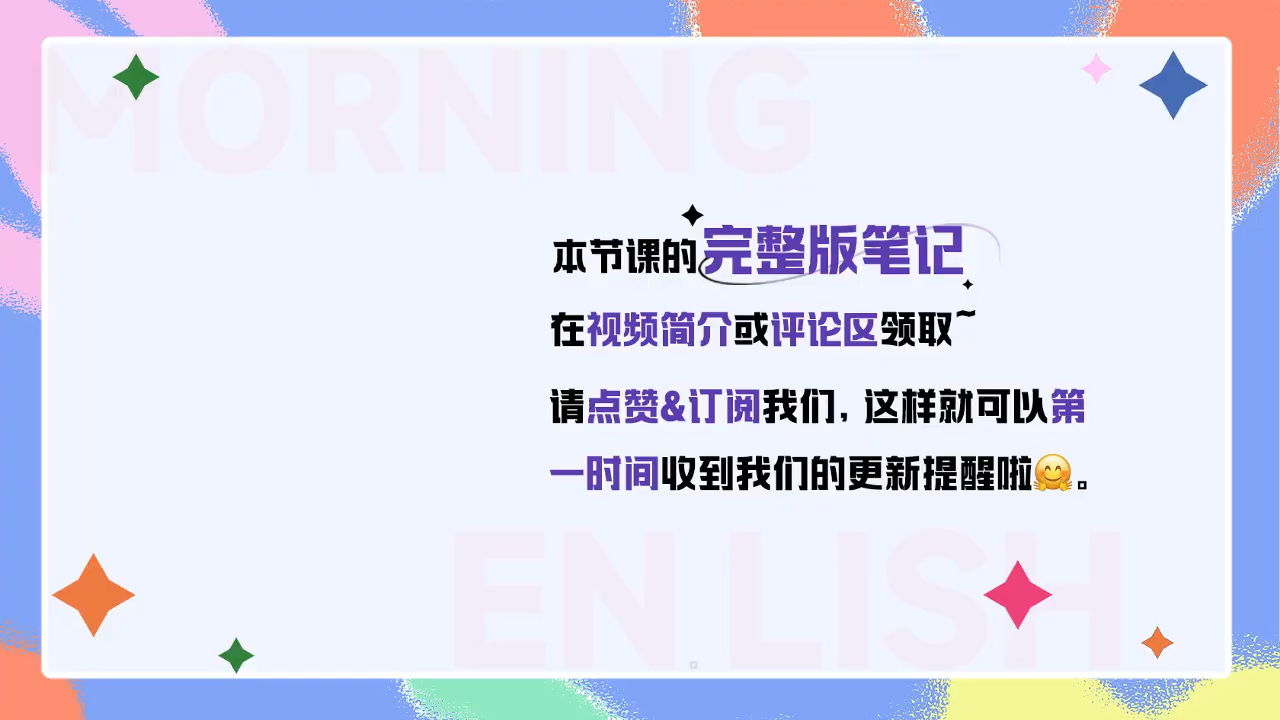 MORNING
本节课的完整版笔记
在视频简介或评论区领取~
请点赞&订阅我们，这样就可以第
一时间收到我们的更新提醒啦🤗。
EN LISH